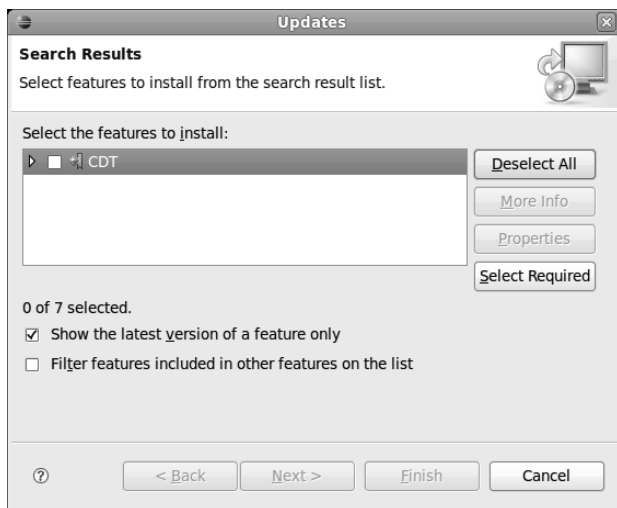 Updates
Search Results
Select features to install from the search result list.
Select the features to install:
CDT
Deselect All
More Info
Properties
Select Required
0 of 7 selected.
Show the latest version of a feature only
Filter features included in other features on the list
?
< Back
Next >
Finish
Cancel